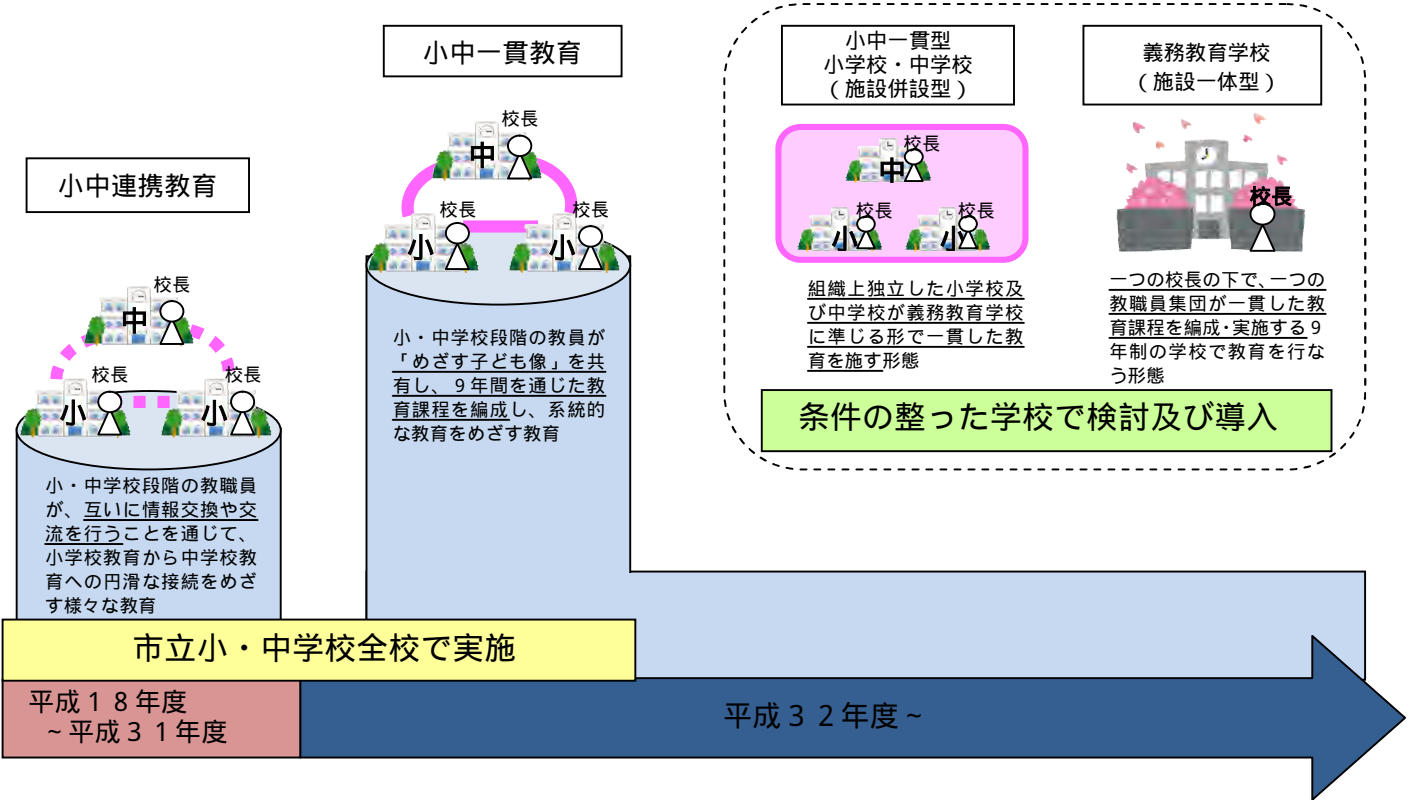 小中連携教育
校長
中
校長
小
校長
小
小・中学校段階の教職員
が、互いに情報交換や交
流を行うことを通じて、
小学校教育から中学校教
育への円滑な接続をめざ
す様々な教育
小中一貫教育
校長
中
校長
小
校長
小
小・中学校段階の教員が
「めざす子ども像」を共
有し、９年間を通じた教
育課程を編成し、系統的
な教育をめざす教育
小中一貫型
小学校・中学校
（施設併設型）
校長
中
校長
小
校長
小
組織上独立した小学校及
び中学校が義務教育学校
に準じる形で一貫した教
育を施す形態
義務教育学校
（施設一体型）
校長
一つの校長の下で、一つの
教職員集団が一貫した教
育課程を編成・実施する９
年制の学校で教育を行な
う形態
条件の整った学校で検討及び導入
市立小・中学校全校で実施
平成１８年度
～平成３１年度
平成３２年度～